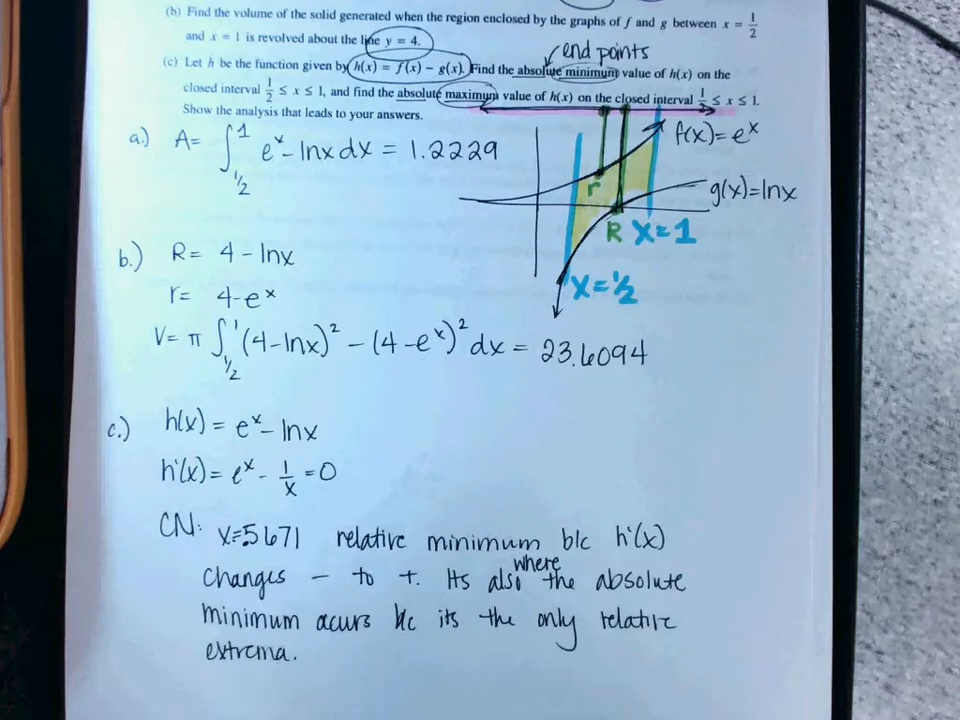 (b) Find the volume of the solid generated when the region enclosed by the graphs of f and g between x = 1/2
and x = 1 is revolved about the line y = 4.
end points
(c) Let h be the function given by h(x) = f(x) − g(x). Find the absolute minimum value of h(x) on the
closed interval 1/2 ≤ x ≤ 1, and find the absolute maximum value of h(x) on the closed interval 1/2 ≤ x ≤ 1.
Show the analysis that leads to your answers.
a.) A= ∫_{1/2}^{1} e^x − lnx dx = 1.2229
f(x)=e^x
g(x)=lnx
r
R
x=1
x=1/2
b.) R= 4 − lnx
r= 4-e^x
V= π ∫_{1/2}^{1} (4−lnx)^2 − (4−e^x)^2 dx = 23.6094
c.) h(x) = e^x − lnx
h'(x)= e^x − 1/x =0
CN: x=.5671 relative minimum b/c h'(x)
changes − to +. Its also where the absolute
minimum acurs b/c its the only relative
extrema.